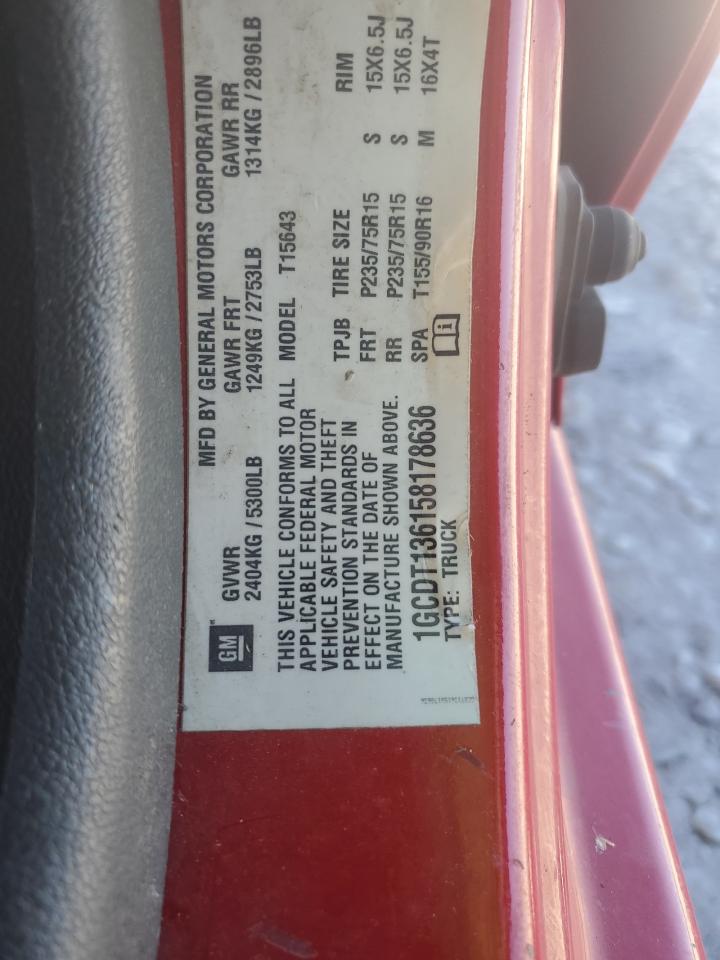 MFD BY GENERAL MOTORS CORPORATION
GVWR GAWR FRT GAWR RR
2404KG/5300LB 1249KG/2753LB 1314KG/2896LB
GM
THIS VEHICLE CONFORMS TO ALL
APPLICABLE FEDERAL MOTOR
VEHICLE SAFETY AND THEFT
PREVENTION STANDARDS IN
EFFECT ON THE DATE OF
MANUFACTURE SHOWN ABOVE.
1GCDT136158178636
TYPE: TRUCK
MODEL T15643
TPJB TIRE SIZE RIM
FRT P235/75R15 S 15X6.5J
RR P235/75R15 S 15X6.5J
SPA T155/90R16 M 16X4T